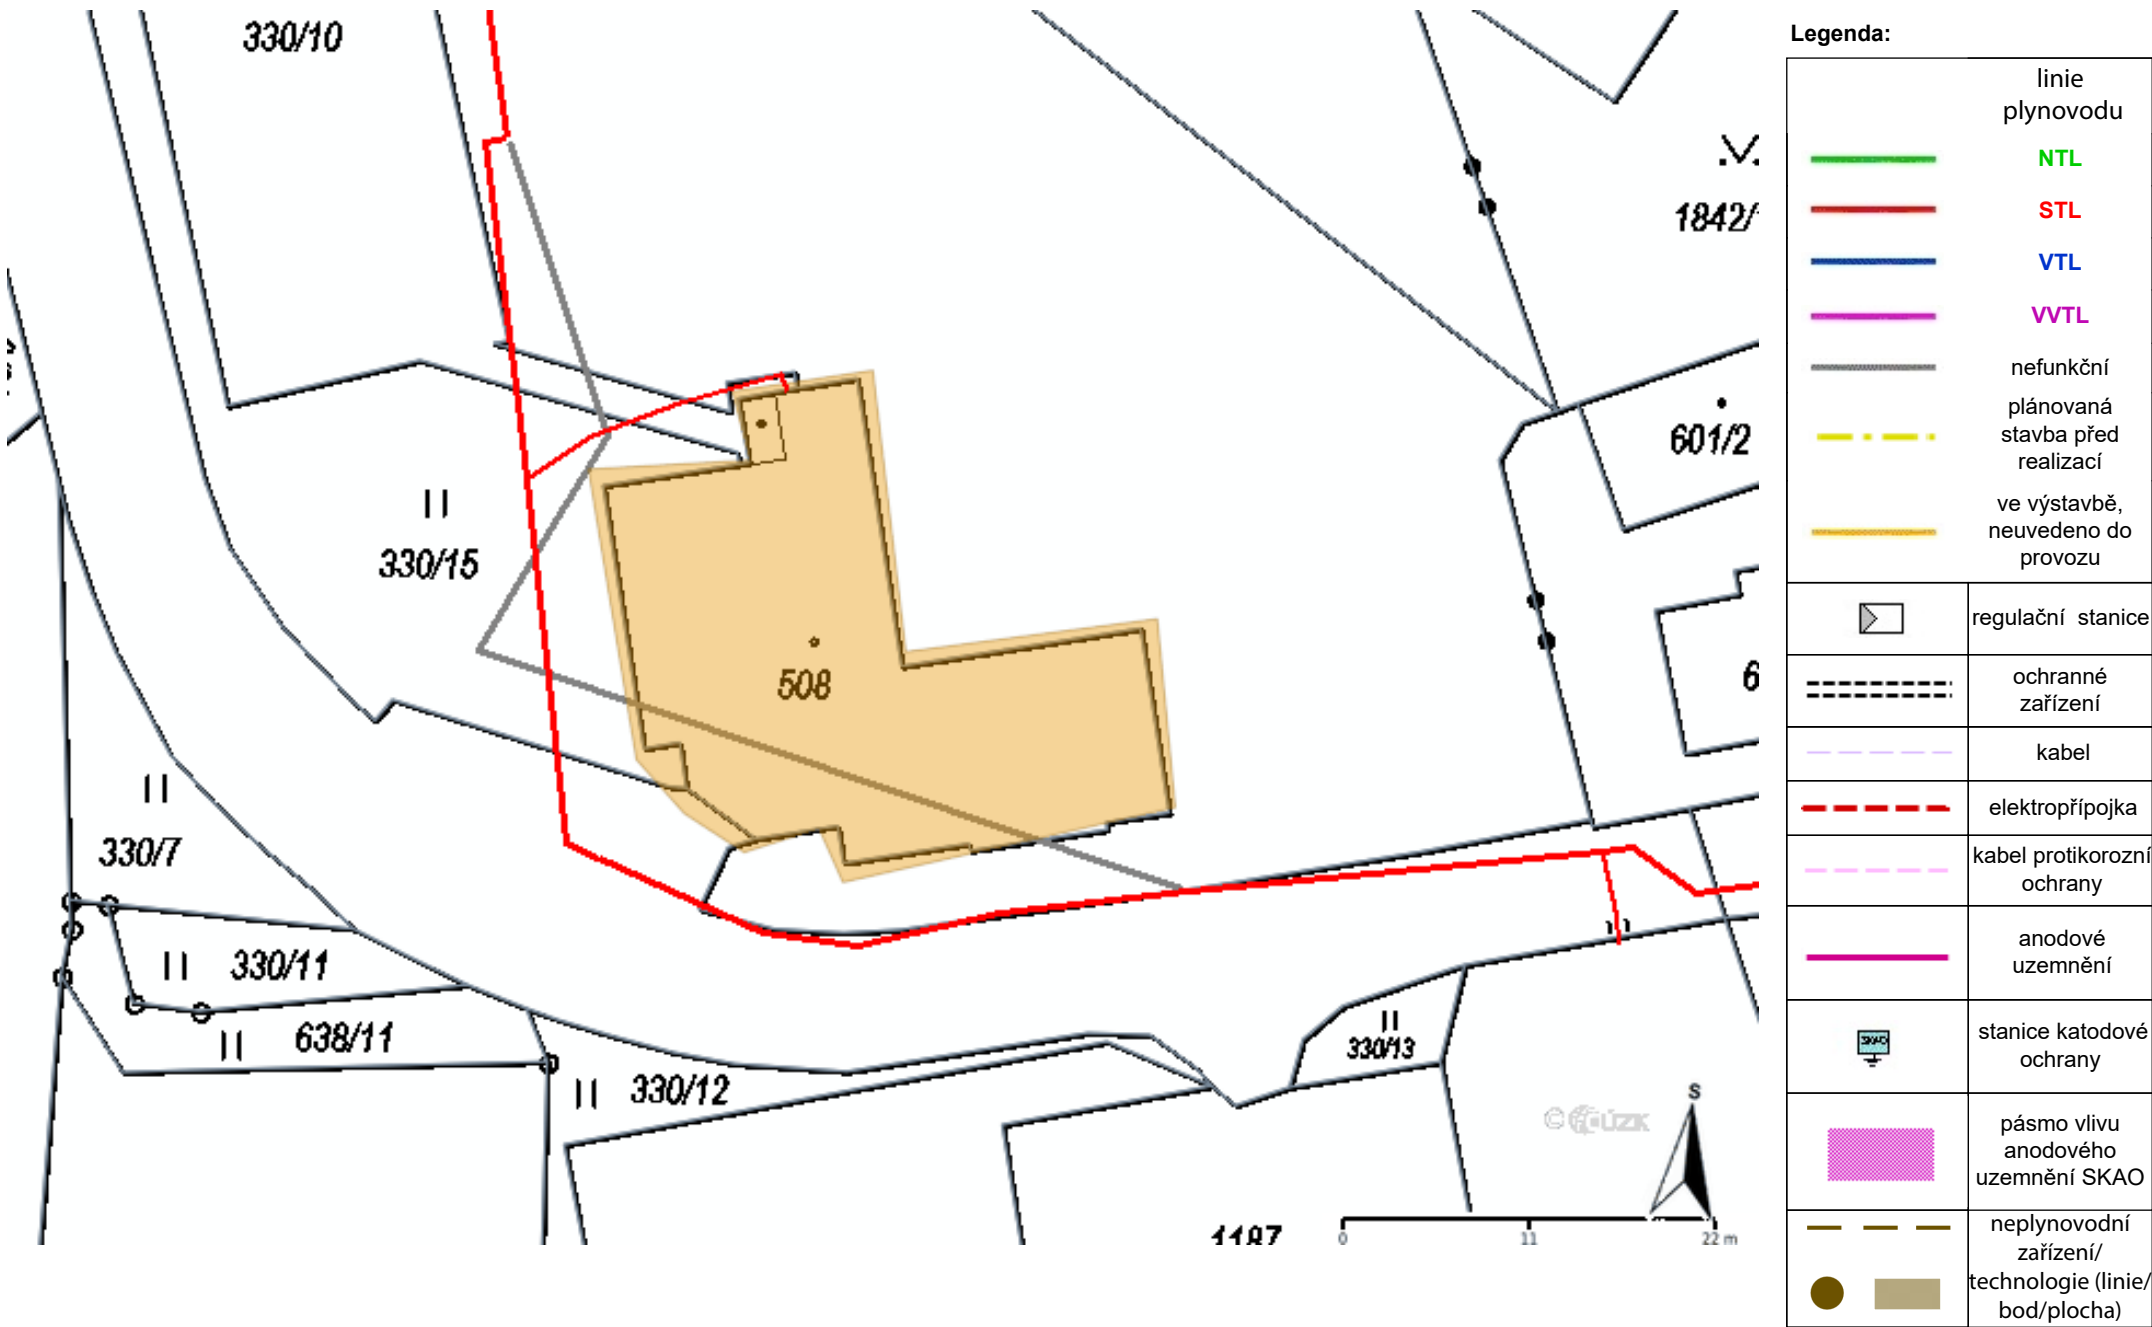 330/10
1842/
601/2
330/15
508
6
330/7
330/11
638/11
330/12
330/13
1187
ČÚZK
S
0 11 22 m
Legenda:
linie
plynovodu
NTL
STL
VTL
VVTL
nefunkční
plánovaná
stavba před
realizací
ve výstavbě,
neuvedeno do
provozu
regulační stanice
ochranné
zařízení
kabel
elektropřípojka
kabel protikorozní
ochrany
anodové
uzemnění
SKAO
stanice katodové
ochrany
pásmo vlivu
anodového
uzemnění SKAO
neplynovodní
zařízení/
technologie (linie/
bod/plocha)